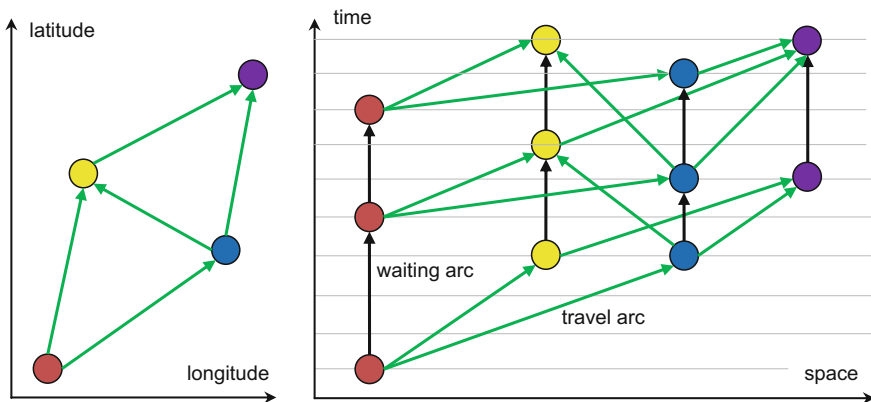 latitude
longitude
time
waiting arc
travel arc
space